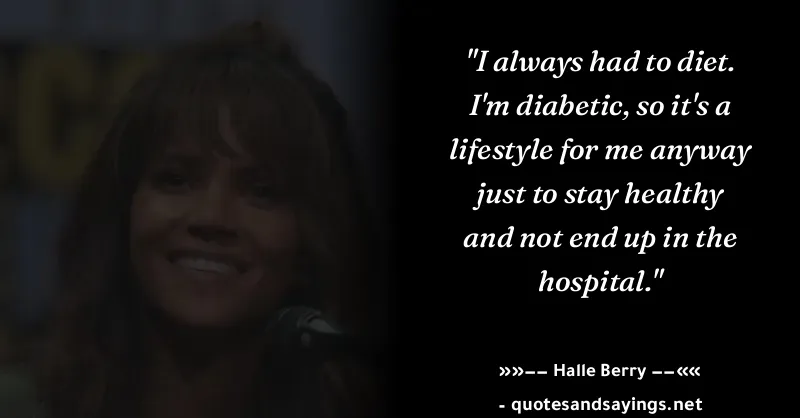 "I always had to diet.
I'm diabetic, so it's a
lifestyle for me anyway
just to stay healthy
and not end up in the
hospital."
»»−− Halle Berry −−««
- quotesandsayings.net